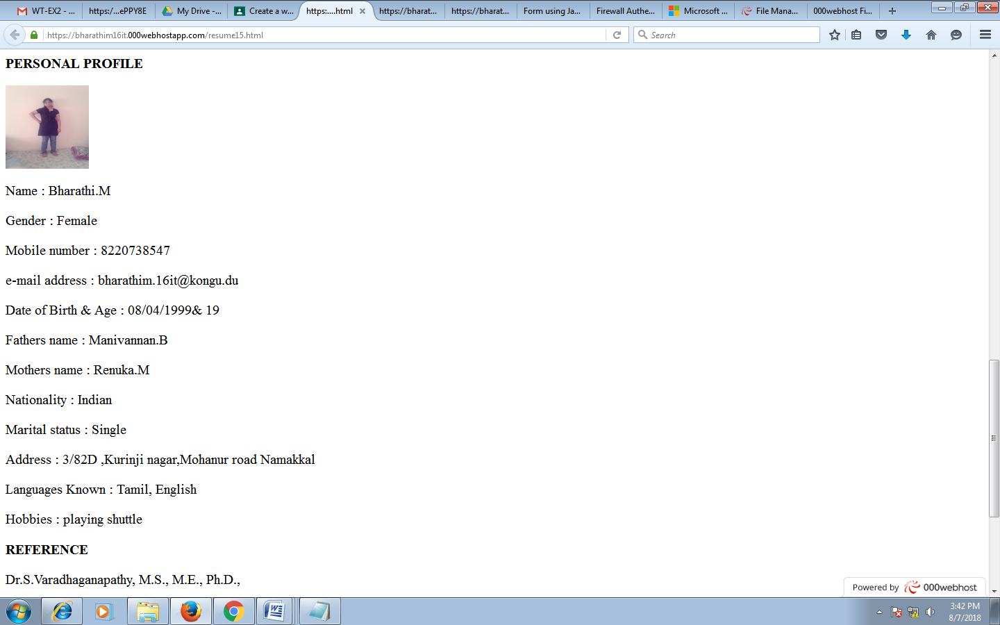 WT-EX2 - ...
https:/...ePPY8E
My Drive -...
Create a w...
https:....html
https://bharat...
https://bharat...
Form using Ja...
Firewall Authe...
Microsoft ...
File Mana...
000webhost Fi...
https://bharathim16it.000webhostapp.com/resume15.html
Search
PERSONAL PROFILE
Name : Bharathi.M
Gender : Female
Mobile number : 8220738547
e-mail address : bharathim.16it@kongu.du
Date of Birth & Age : 08/04/1999& 19
Fathers name : Manivannan.B
Mothers name : Renuka.M
Nationality : Indian
Marital status : Single
Address : 3/82D ,Kurinji nagar,Mohanur road Namakkal
Languages Known : Tamil, English
Hobbies : playing shuttle
REFERENCE
Dr.S.Varadhaganapathy, M.S., M.E., Ph.D.,
Powered by 000webhost
3:42 PM
8/7/2018